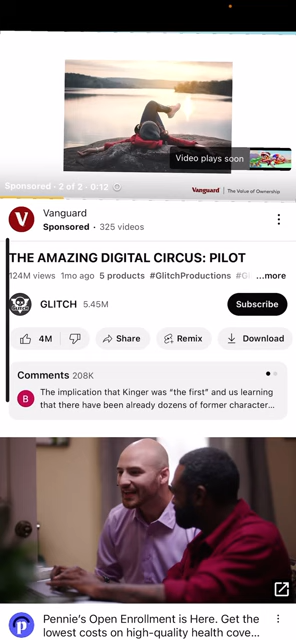 Video plays soon
Sponsored · 2 of 2 · 0:12
Vanguard | The Value of Ownership
V
Vanguard
Sponsored · 325 videos
THE AMAZING DIGITAL CIRCUS: PILOT
124M views 1mo ago 5 products #GlitchProductions #Gl ...more
GLITCH 5.45M
Subscribe
4M
Share
Remix
Download
Comments 208K
B
The implication that Kinger was “the first” and us learning
that there have been already dozens of former character...
p
Pennie’s Open Enrollment is Here. Get the
lowest costs on high-quality health cove...